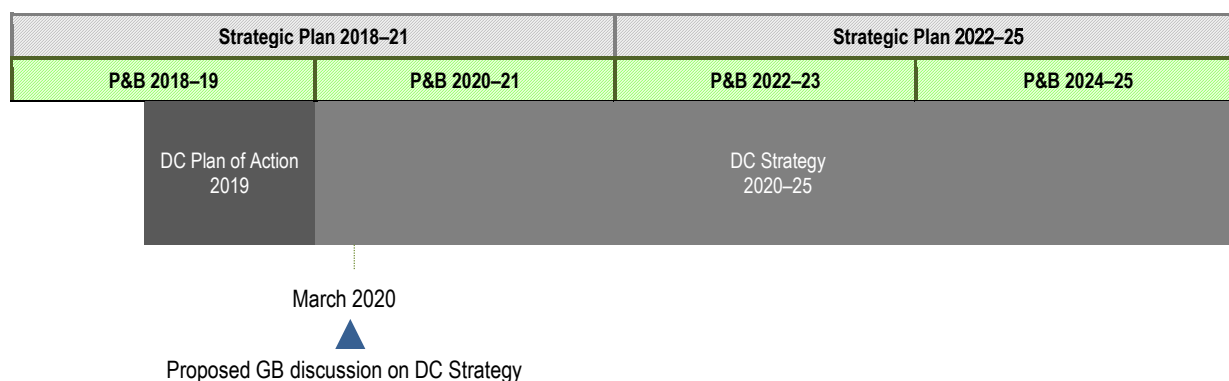 Strategic Plan 2018–21
Strategic Plan 2022–25
P&B 2018–19
P&B 2020–21
P&B 2022–23
P&B 2024–25
DC Plan of Action
2019
DC Strategy
2020–25
March 2020
Proposed GB discussion on DC Strategy